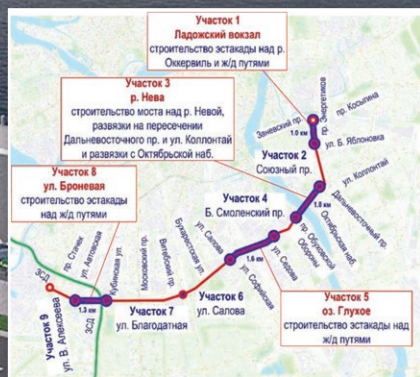 Участок 1
Ладожский вокзал
строительство эстакады над р.
Оккервиль и ж/д путями
Участок 3
р. Нева
строительство моста над р. Невой,
развязки на пересечении
Дальневосточного пр. и ул. Коллонтай
и развязки с Октябрьской наб.
Заневский пр.
пр. Энергетиков
пр. Косыгина
1.0 км
ул. Б. Яблоновка
Участок 2
Союзный пр.
ул. Коллонтай
Участок 8
ул. Броневая
строительство эстакады
над ж/д путями
Участок 4
Б. Смоленский пр.
1.8 км
Дальневосточный пр.
Октябрьская наб.
пр. Обуховской
Обороны
пр. Стачек
ул. Автовская
Кубинская ул.
Московский пр.
Витебский пр.
Бухарестская ул.
ул. Салова
1.6 км
ул. Седова
ул. Софийская
ЗСД
1.3 км
ЗСД
Участок 9
ул. В. Алексеева
Участок 7
ул. Благодатная
Участок 6
ул. Салова
Участок 5
оз. Глухое
строительство эстакады над
ж/д путями